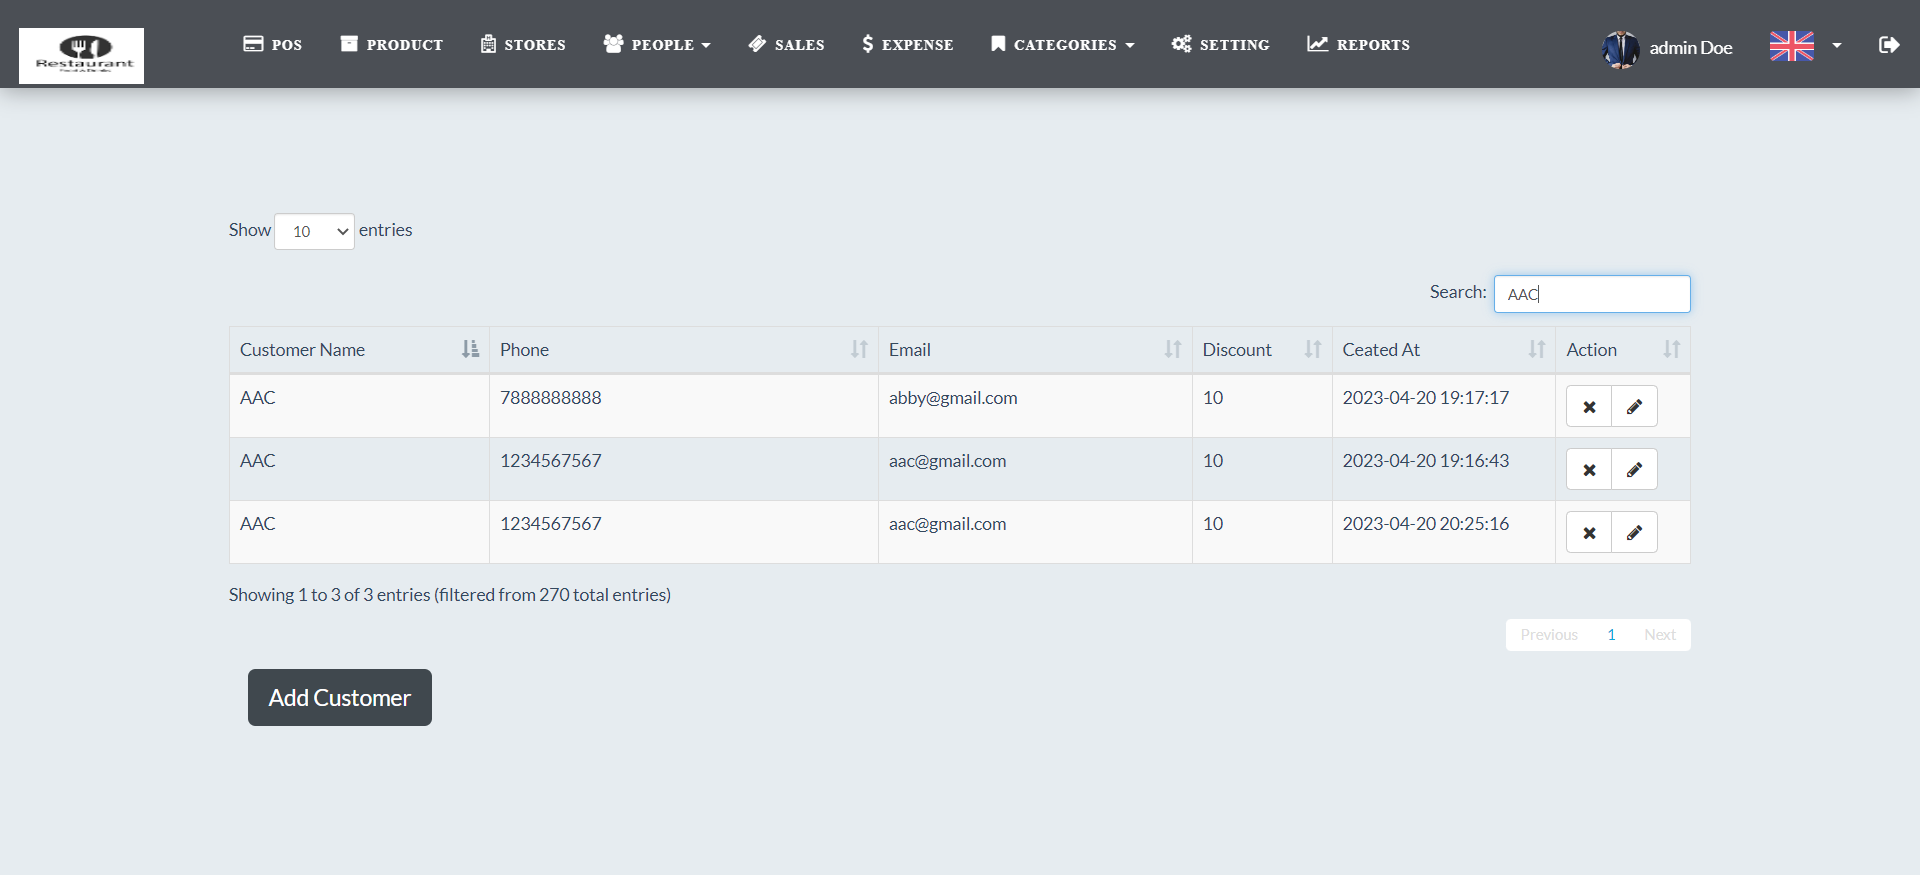 Restaurant
POS PRODUCT STORES PEOPLE SALES EXPENSE CATEGORIES SETTING REPORTS admin Doe
Show 10 entries
Search: AAC
Customer Name Phone Email Discount Ceated At Action
AAC 7888888888 abby@gmail.com 10 2023-04-20 19:17:17
AAC 1234567567 aac@gmail.com 10 2023-04-20 19:16:43
AAC 1234567567 aac@gmail.com 10 2023-04-20 20:25:16
Showing 1 to 3 of 3 entries (filtered from 270 total entries)
Previous 1 Next
Add Customer